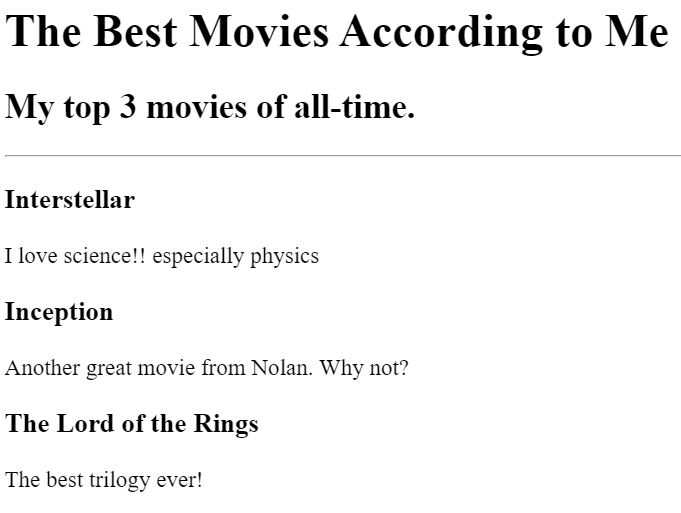 The Best Movies According to Me
My top 3 movies of all-time.
Interstellar
I love science!! especially physics
Inception
Another great movie from Nolan. Why not?
The Lord of the Rings
The best trilogy ever!